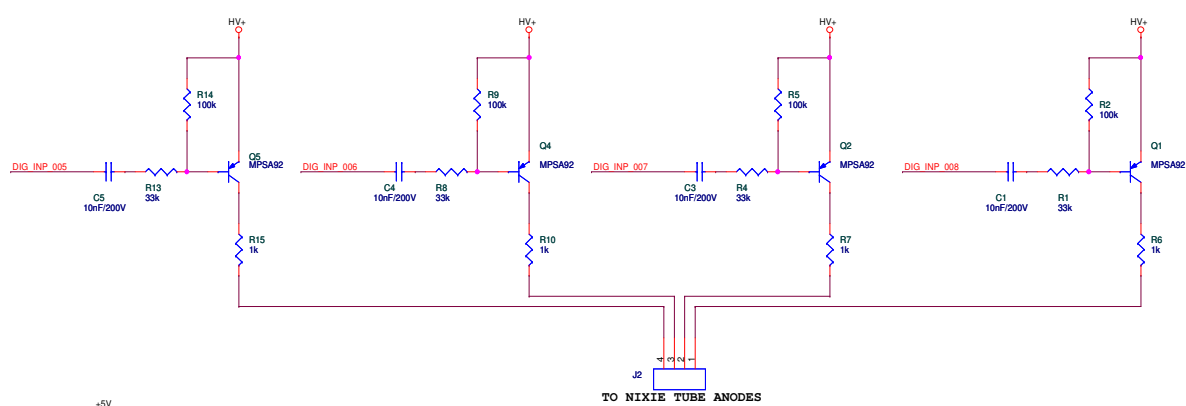 HV+ HV+ HV+ HV+
R14 R9 R5 R2
100k 100k 100k 100k
Q5 Q4 Q2 Q1
MPSA92 MPSA92 MPSA92 MPSA92
DIG_INP_005 DIG_INP_006 DIG_INP_007 DIG_INP_008
C5 R13 C4 R8 C3 R4 C1 R1
10nF/200V 33k 10nF/200V 33k 10nF/200V 33k 10nF/200V 33k
R15 R10 R7 R6
1k 1k 1k 1k
4 3 2 1
J2
TO NIXIE TUBE ANODES
+5V